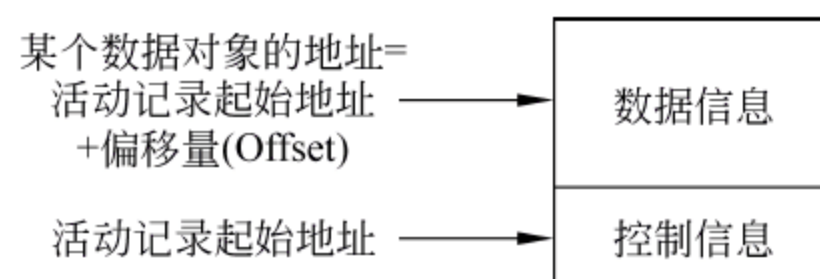 某个数据对象的地址=
活动记录起始地址
+偏移量(Offset)
数据信息
活动记录起始地址
控制信息